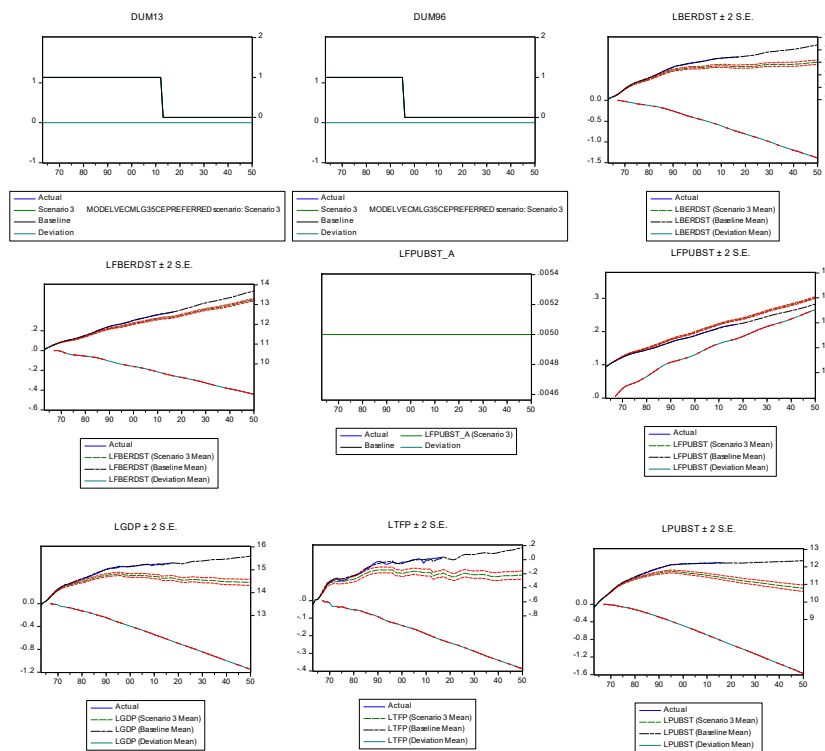 DUM13
2
1
0
-1
1
0
-1
70 80 90 00 10 20 30 40 50
Actual
Scenario 3 MODELVECMLG35CEPREFERRED scenario: Scenario 3
Baseline
Deviation
DUM96
2
1
0
-1
1
0
-1
70 80 90 00 10 20 30 40 50
Actual
Scenario 3 MODELVECMLG35CEPREFERRED scenario: Scenario 3
Baseline
Deviation
LBERDST ± 2 S.E.
0.0
-0.5
-1.0
-1.5
70 80 90 00 10 20 30 40 50
Actual
LBERDST (Scenario 3 Mean)
LBERDST (Baseline Mean)
LBERDST (Deviation Mean)
LFBERDST ± 2 S.E.
14
13
12
11
10
.2
.0
-.2
-.4
-.6
70 80 90 00 10 20 30 40 50
Actual
LFBERDST (Scenario 3 Mean)
LFBERDST (Baseline Mean)
LFBERDST (Deviation Mean)
LFPUBST_A
.0054
.0052
.0050
.0048
.0046
70 80 90 00 10 20 30 40 50
Actual LFPUBST_A (Scenario 3)
Baseline Deviation
LFPUBST ± 2 S.E.
.3
.2
.1
.0
70 80 90 00 10 20 30 40 50
Actual
LFPUBST (Scenario 3 Mean)
LFPUBST (Baseline Mean)
LFPUBST (Deviation Mean)
LGDP ± 2 S.E.
16
15
14
13
0.0
-0.4
-0.8
-1.2
70 80 90 00 10 20 30 40 50
Actual
LGDP (Scenario 3 Mean)
LGDP (Baseline Mean)
LGDP (Deviation Mean)
LTFP ± 2 S.E.
.2
.0
-.2
-.4
-.6
-.8
.0
-.1
-.2
-.3
-.4
70 80 90 00 10 20 30 40 50
Actual
LTFP (Scenario 3 Mean)
LTFP (Baseline Mean)
LTFP (Deviation Mean)
LPUBST ± 2 S.E.
13
12
11
10
9
0.0
-0.4
-0.8
-1.2
-1.6
70 80 90 00 10 20 30 40 50
Actual
LPUBST (Scenario 3 Mean)
LPUBST (Baseline Mean)
LPUBST (Deviation Mean)